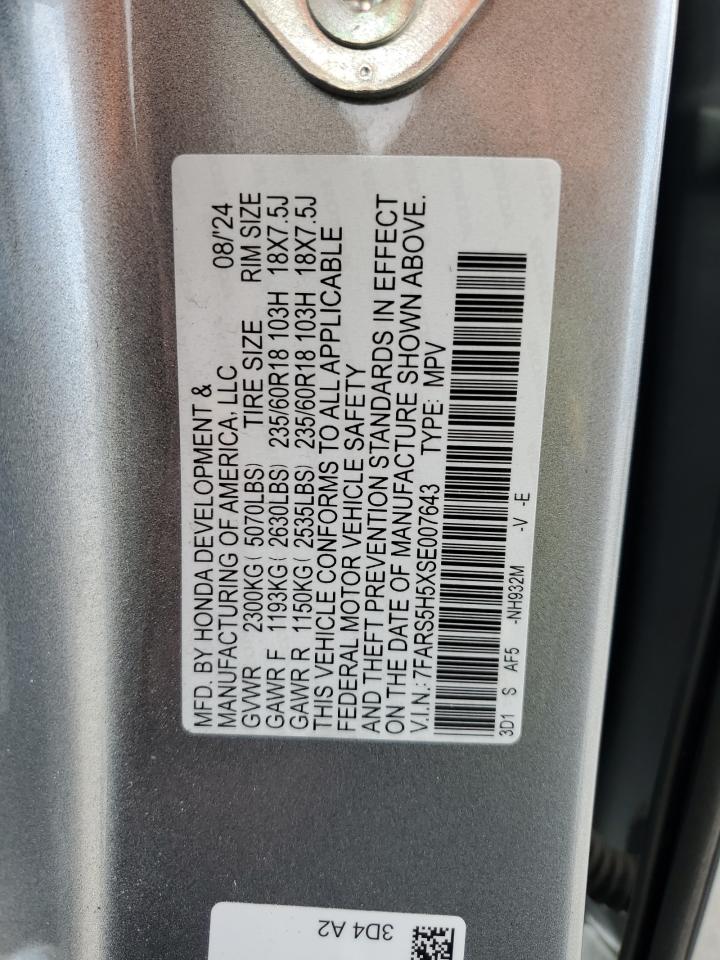 MFD. BY HONDA DEVELOPMENT &
MANUFACTURING OF AMERICA, LLC 08/'24
GVWR 2300KG( 5070LBS) TIRE SIZE RIM SIZE
GAWR F 1193KG( 2630LBS) 235/60R18 103H 18X7.5J
GAWR R 1150KG( 2535LBS) 235/60R18 103H 18X7.5J
THIS VEHICLE CONFORMS TO ALL APPLICABLE
FEDERAL MOTOR VEHICLE SAFETY
AND THEFT PREVENTION STANDARDS IN EFFECT
ON THE DATE OF MANUFACTURE SHOWN ABOVE.
V.I.N.: 7FARS5H5XSE007643 TYPE: MPV
3D1 S AF5 -NH932M -V -E
3D4 A2